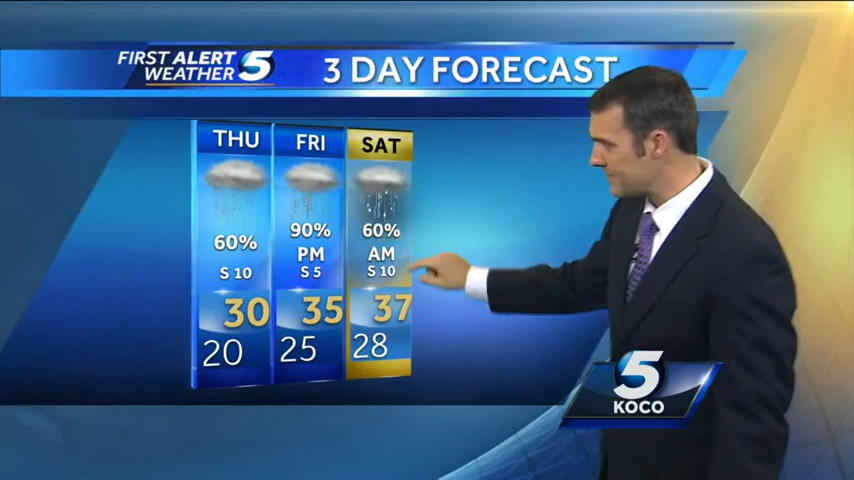 FIRST ALERT
WEATHER 5
3 DAY FORECAST
THU
60%
S 10
30
20
FRI
90%
PM
S 5
35
25
SAT
60%
AM
S 10
37
28
5
KOCO